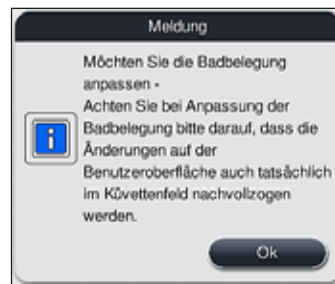 Meldung
Möchten Sie die Badbelegung
anpassen -
Achten Sie bei Anpassung der
Badbelegung bitte darauf, dass die
Änderungen auf der
Benutzeroberfläche auch tatsächlich
im Küvettenfeld nachvollzogen
werden.
i
Ok